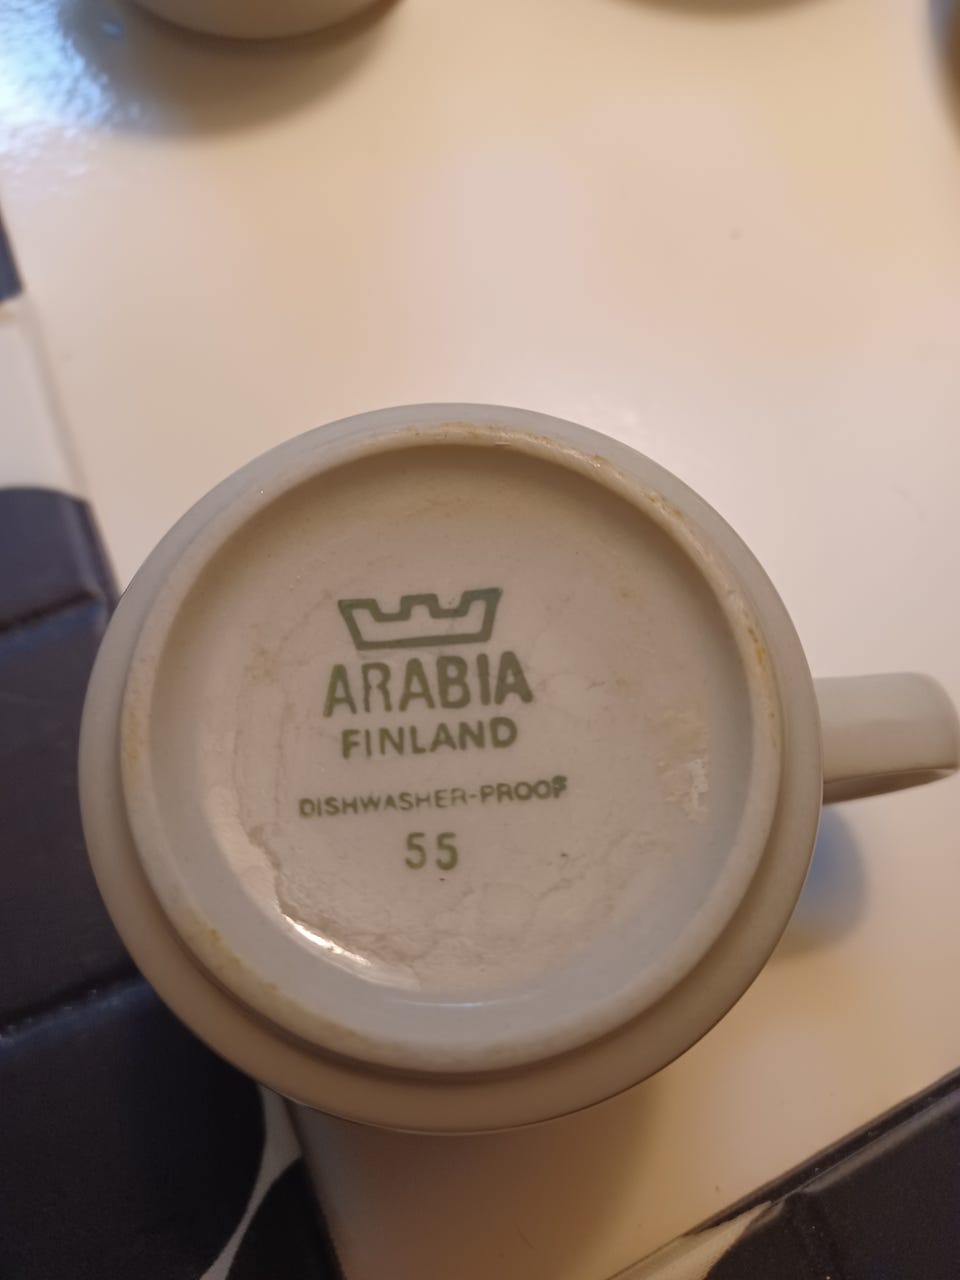 ARABIA
FINLAND
DISHWASHER-PROOF
55